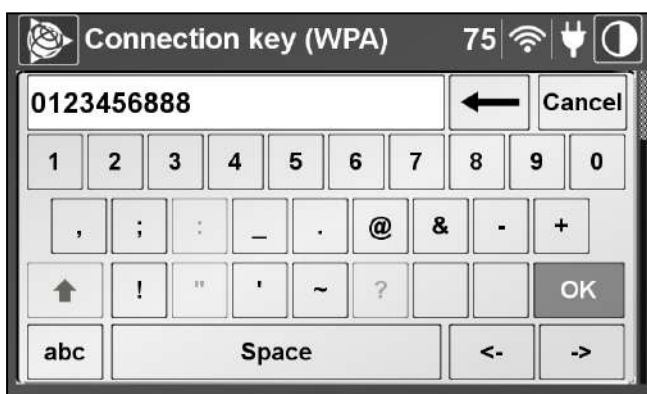 Connection key (WPA) 75
0123456888 Cancel
1 2 3 4 5 6 7 8 9 0
, ; : _ . @ & - +
! " ' ~ ? OK
abc Space <- ->